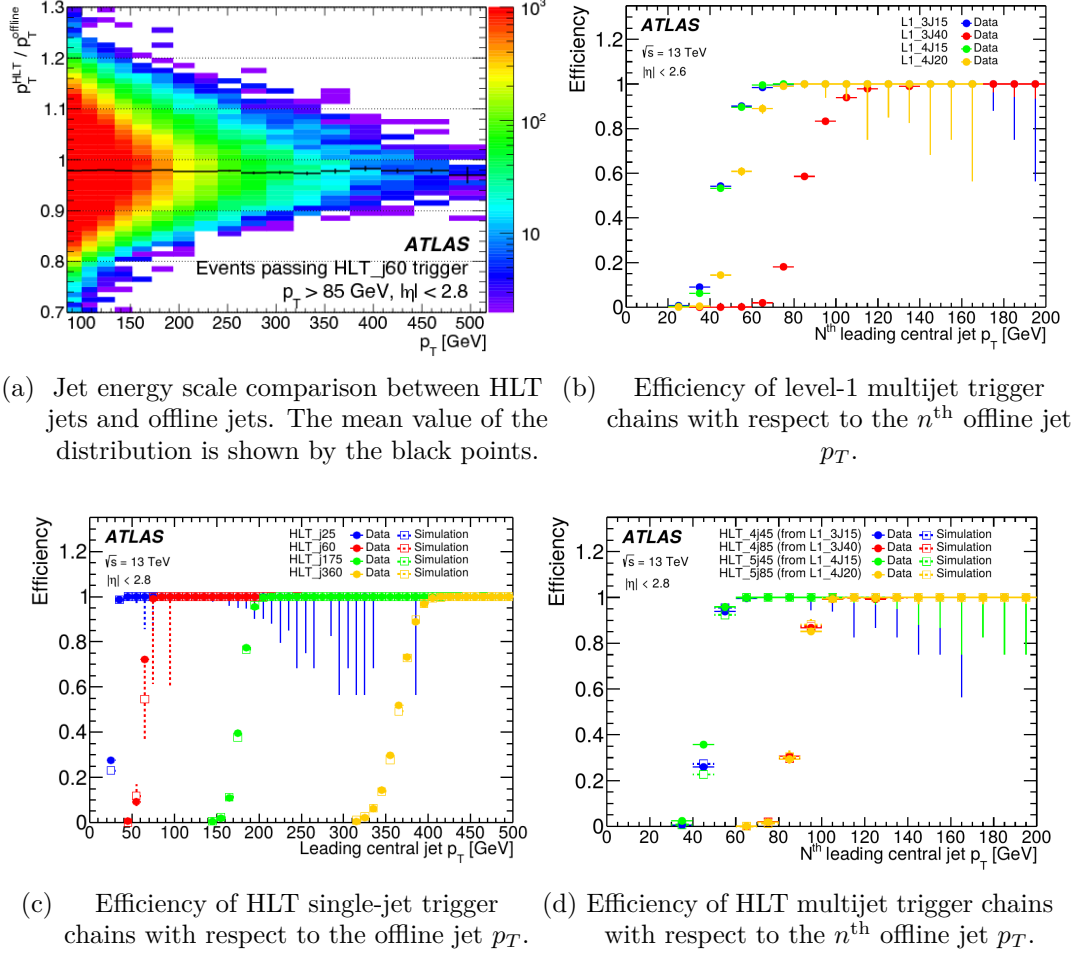 1.3
1.2
1.1
1
0.9
0.8
0.7
p_T^HLT / p_T^offline
10^3
10^2
10
ATLAS
Events passing HLT_j60 trigger
p_T > 85 GeV, |η| < 2.8
100 150 200 250 300 350 400 450 500
p_T [GeV]
(a) Jet energy scale comparison between HLT
jets and offline jets. The mean value of the
distribution is shown by the black points.
Efficiency
1.2
1
0.8
0.6
0.4
0.2
0
ATLAS
√s = 13 TeV
|η| < 2.6
L1_3J15 Data
L1_3J40 Data
L1_4J15 Data
L1_4J20 Data
0 20 40 60 80 100 120 140 160 180 200
N^th leading central jet p_T [GeV]
(b) Efficiency of level-1 multijet trigger
chains with respect to the n^th offline jet
p_T.
Efficiency
1.2
1
0.8
0.6
0.4
0.2
0
ATLAS
√s = 13 TeV
|η| < 2.8
HLT_j25 Data Simulation
HLT_j60 Data Simulation
HLT_j175 Data Simulation
HLT_j360 Data Simulation
0 50 100 150 200 250 300 350 400 450 500
Leading central jet p_T [GeV]
(c) Efficiency of HLT single-jet trigger
chains with respect to the offline jet p_T.
Efficiency
1.2
1
0.8
0.6
0.4
0.2
0
ATLAS
√s = 13 TeV
|η| < 2.8
HLT_4j45 (from L1_3J15) Data Simulation
HLT_4j85 (from L1_3J40) Data Simulation
HLT_5j45 (from L1_4J15) Data Simulation
HLT_5j85 (from L1_4J20) Data Simulation
0 20 40 60 80 100 120 140 160 180 200
N^th leading central jet p_T [GeV]
(d) Efficiency of HLT multijet trigger chains
with respect to the n^th offline jet p_T.